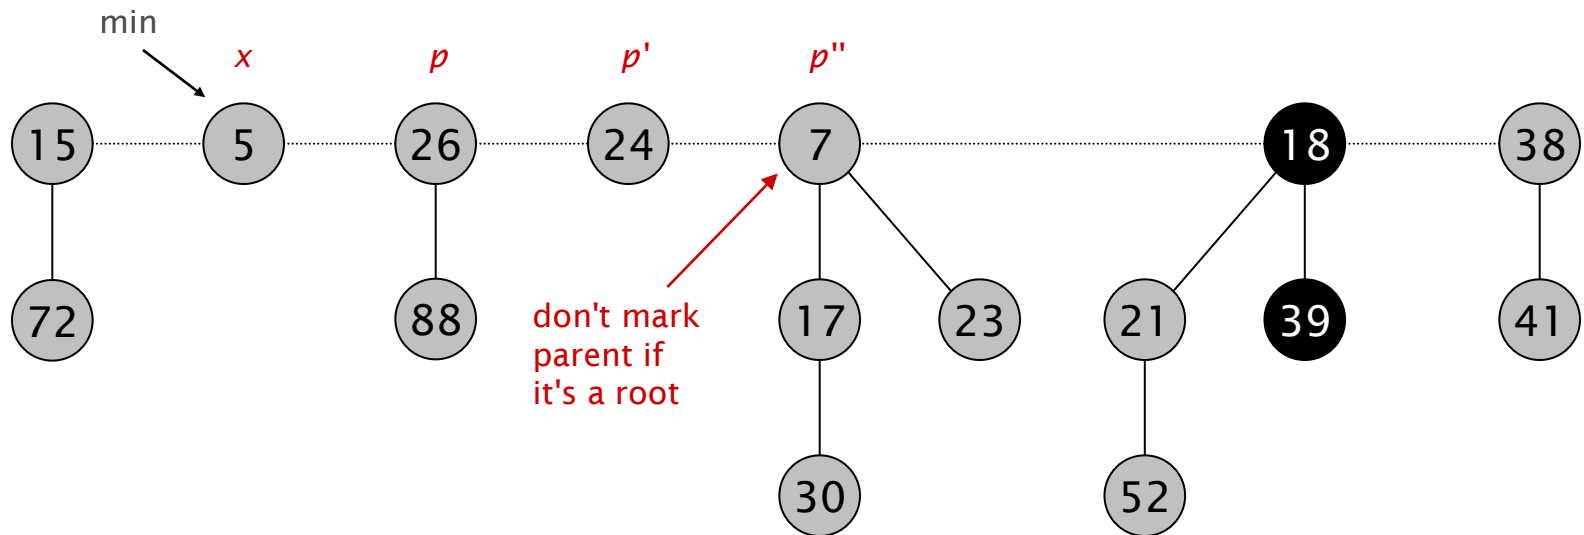 min
x p p' p"
15 5 26 24 7 18 38
72 88 17 23 21 39 41
don't mark
parent if
it's a root
30 52